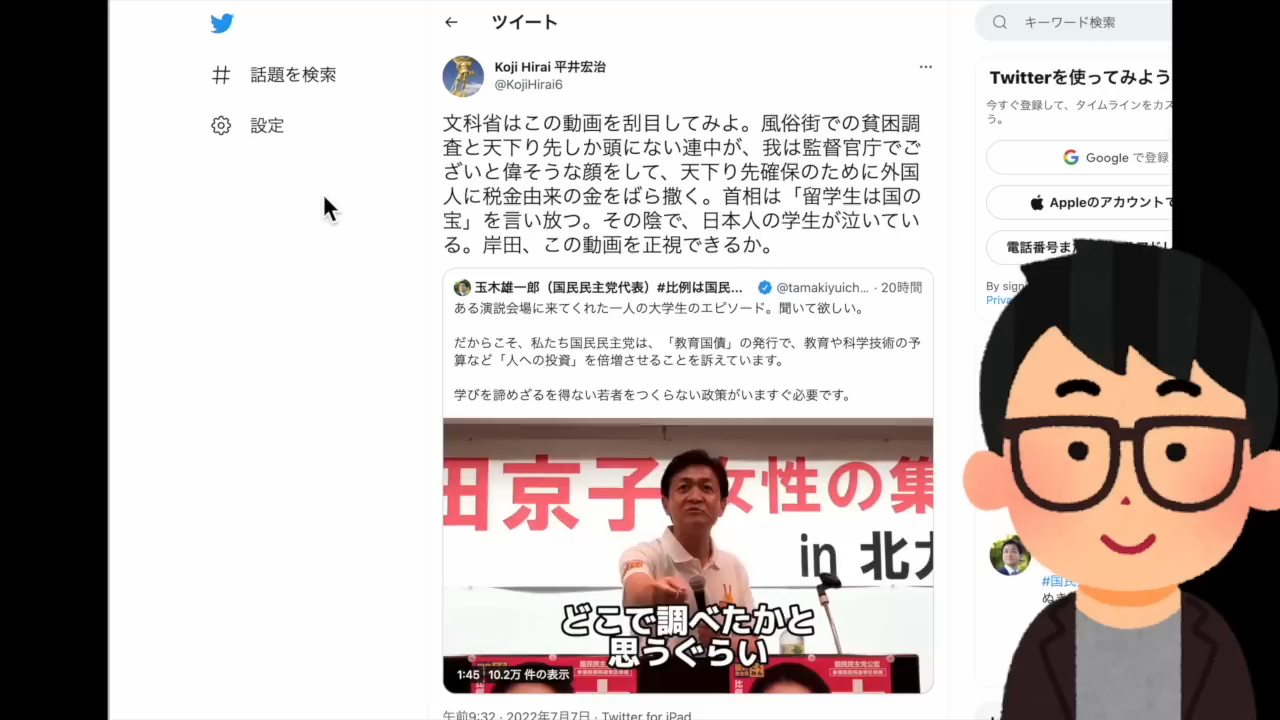 話題を検索
設定
ツイート
Koji Hirai 平井宏治
@KojiHirai6
文科省はこの動画を刮目してみよ。風俗街での貧困調
査と天下り先しか頭にない連中が、我は監督官庁でご
ざいと偉そうな顔をして、天下り先確保のために外国
人に税金由来の金をばら撒く。首相は「留学生は国の
宝」を言い放つ。その陰で、日本人の学生が泣いてい
る。岸田、この動画を正視できるか。
玉木雄一郎（国民民主党代表）#比例は国民... @tamakiyuich... · 20時間
ある演説会場に来てくれた一人の大学生のエピソード。聞いて欲しい。
だからこそ、私たち国民民主党は、「教育国債」の発行で、教育や科学技術の予
算など「人への投資」を倍増させることを訴えています。
学びを諦めざるを得ない若者をつくらない政策がいますぐ必要です。
田京子 女性の集
in 北九
どこで調べたかと
思うぐらい
1:45 10.2万 件の表示
午前9:32 · 2022年7月7日 · Twitter for iPad
キーワード検索
Twitterを使ってみよう
今すぐ登録して、タイムラインをカス
う。
Google で登録
Appleのアカウントで
電話番号また
By sign
Priva
#国民
ぬき